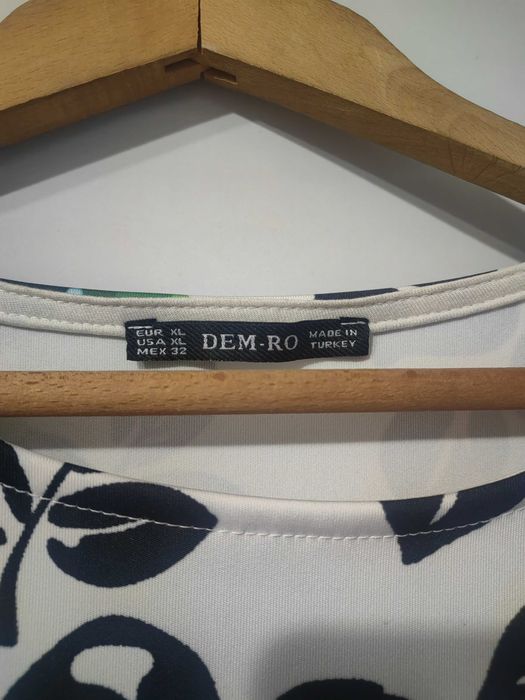 EUR XL
USA XL
MEX 32
DEM-RO
MADE IN
TURKEY